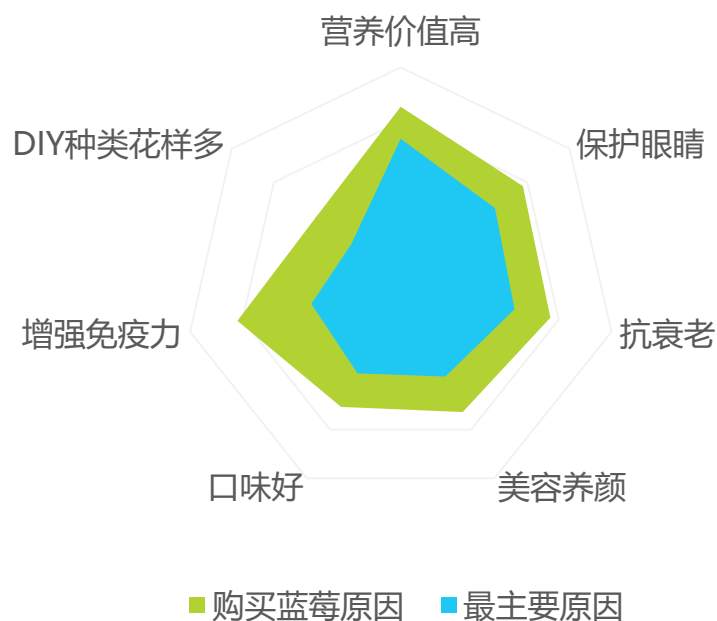 营养价值高
DIY种类花样多
保护眼睛
增强免疫力
抗衰老
口味好
美容养颜
购买蓝莓原因
最主要原因